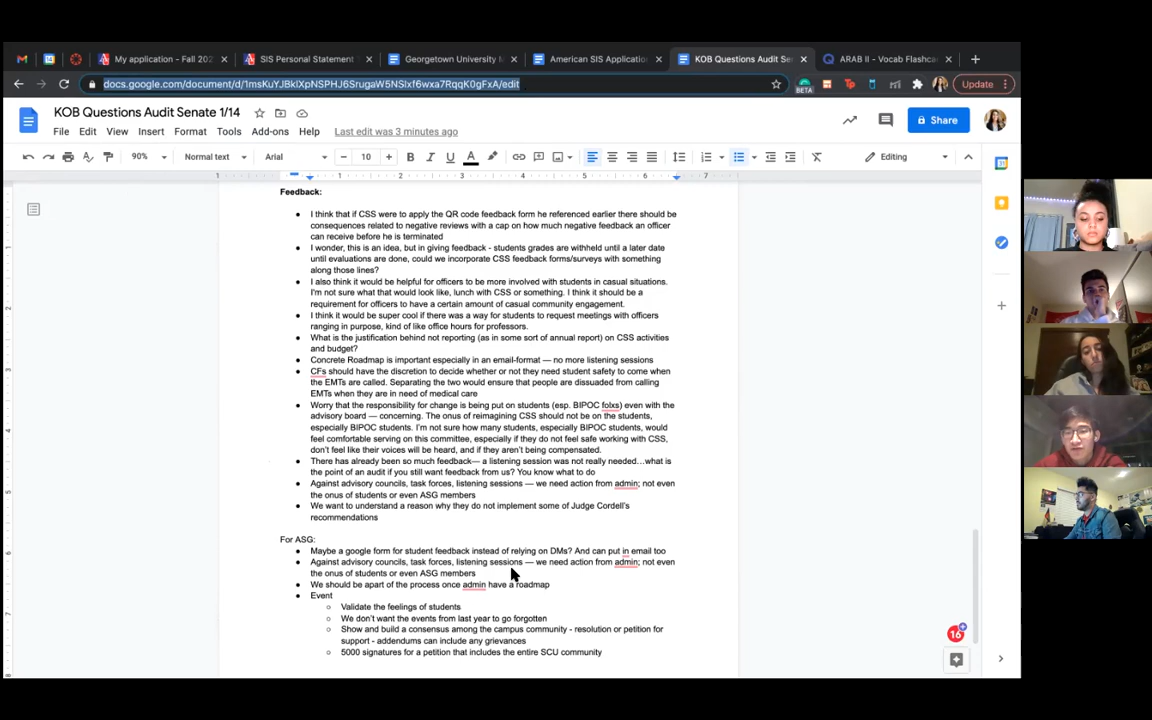 My application - Fall 202
SIS Personal Statement
Georgetown University
American SIS Applicatio
KOB Questions Audit Se
ARAB II - Vocab Flashca
docs.google.com/document/d/1msKuYJBkIXpNSPHJ6SrugaW5NSlxf6wxa7RqqK0gFxA/edit
BETA
Update
KOB Questions Audit Senate 1/14
File Edit View Insert Format Tools Add-ons Help Last edit was 3 minutes ago
Share
90% Normal text Arial 10 Editing
1 1 2 3 4 5 6 7
Feedback:
I think that if CSS were to apply the QR code feedback form he referenced earlier there should be
consequences related to negative reviews with a cap on how much negative feedback an officer
can receive before he is terminated
I wonder, this is an idea, but in giving feedback - students grades are withheld until a later date
until evaluations are done, could we incorporate CSS feedback forms/surveys with something
along those lines?
I also think it would be helpful for officers to be more involved with students in casual situations.
I'm not sure what that would look like, lunch with CSS or something. I think it should be a
requirement for officers to have a certain amount of casual community engagement.
I think it would be super cool if there was a way for students to request meetings with officers
ranging in purpose, kind of like office hours for professors.
What is the justification behind not reporting (as in some sort of annual report) on CSS activities
and budget?
Concrete Roadmap is important especially in an email-format — no more listening sessions
CFs should have the discretion to decide whether or not they need student safety to come when
the EMTs are called. Separating the two would ensure that people are dissuaded from calling
EMTs when they are in need of medical care
Worry that the responsibility for change is being put on students (esp. BIPOC folxs) even with the
advisory board — concerning. The onus of reimagining CSS should not be on the students,
especially BIPOC students. I'm not sure how many students, especially BIPOC students, would
feel comfortable serving on this committee, especially if they do not feel safe working with CSS,
don't feel like their voices will be heard, and if they aren't being compensated.
There has already been so much feedback— a listening session was not really needed…what is
the point of an audit if you still want feedback from us? You know what to do
Against advisory councils, task forces, listening sessions — we need action from admin; not even
the onus of students or even ASG members
We want to understand a reason why they do not implement some of Judge Cordell's
recommendations
For ASG:
Maybe a google form for student feedback instead of relying on DMs? And can put in email too
Against advisory councils, task forces, listening sessions — we need action from admin; not even
the onus of students or even ASG members
We should be apart of the process once admin have a roadmap
Event
Validate the feelings of students
We don't want the events from last year to go forgotten
Show and build a consensus among the campus community - resolution or petition for
support - addendums can include any grievances
5000 signatures for a petition that includes the entire SCU community
16